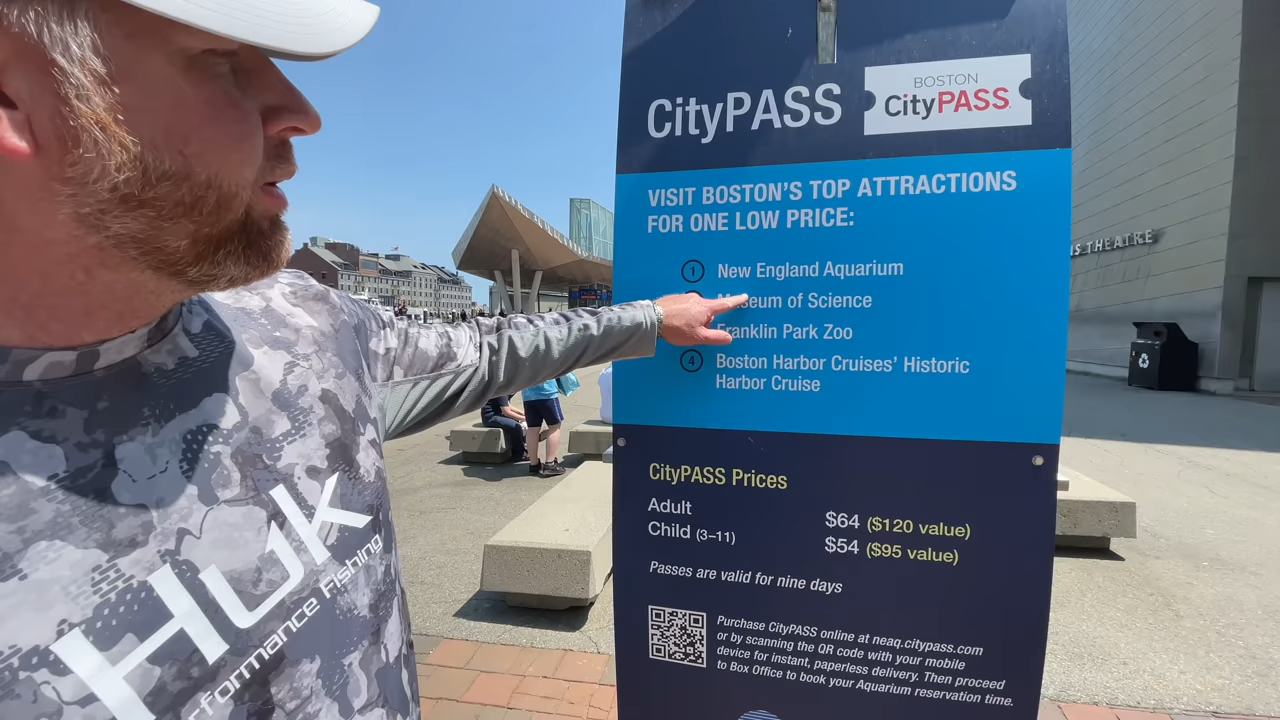 CityPASS
BOSTON
CityPASS
VISIT BOSTON'S TOP ATTRACTIONS
FOR ONE LOW PRICE:
1 New England Aquarium
Museum of Science
Franklin Park Zoo
4 Boston Harbor Cruises' Historic
Harbor Cruise
CityPASS Prices
Adult $64 ($120 value)
Child (3–11) $54 ($95 value)
Passes are valid for nine days
Purchase CityPASS online at neaq.citypass.com
or by scanning the QR code with your mobile
device for instant, paperless delivery. Then proceed
to Box Office to book your Aquarium reservation time.
THEATRE
Huk
rformance Fishing